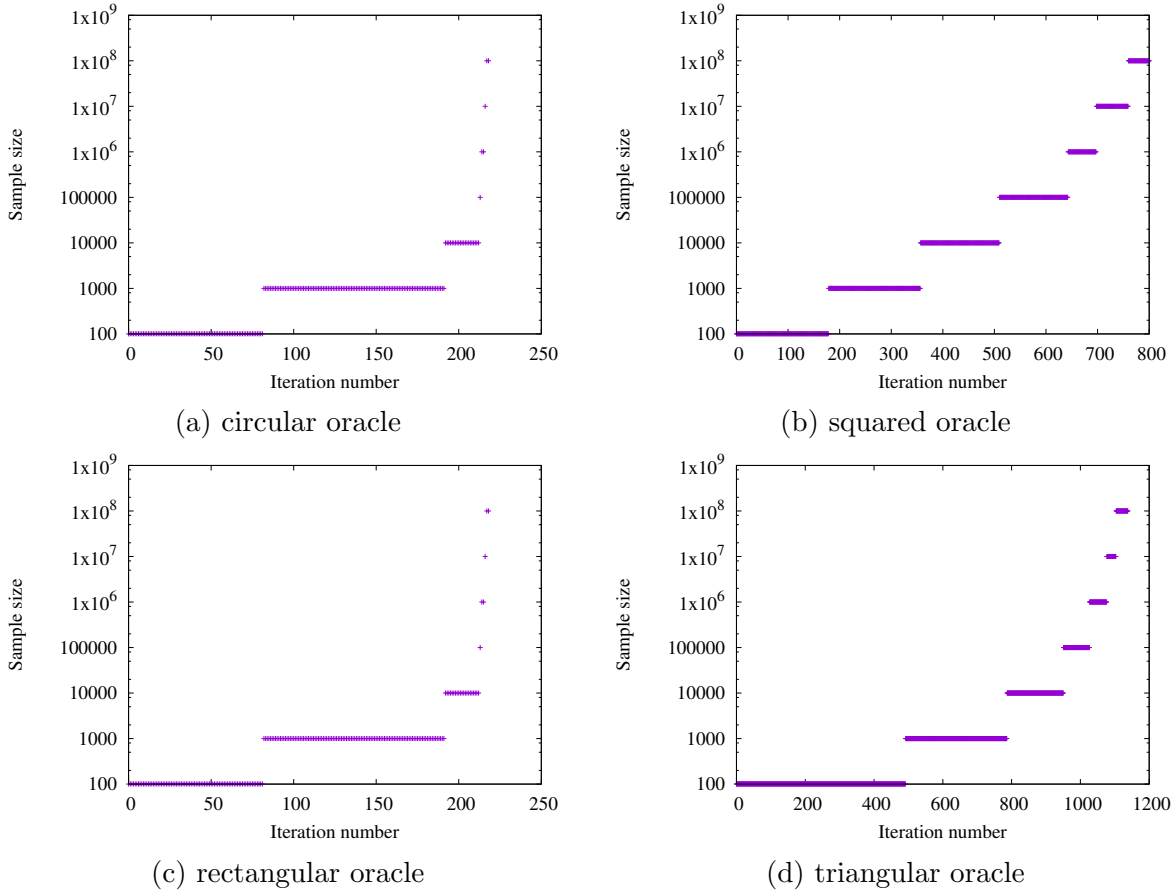 1x10^9
1x10^8
1x10^7
1x10^6
100000
10000
1000
100
Sample size
0 50 100 150 200 250
Iteration number
(a) circular oracle
1x10^9
1x10^8
1x10^7
1x10^6
100000
10000
1000
100
Sample size
0 100 200 300 400 500 600 700 800
Iteration number
(b) squared oracle
1x10^9
1x10^8
1x10^7
1x10^6
100000
10000
1000
100
Sample size
0 50 100 150 200 250
Iteration number
(c) rectangular oracle
1x10^9
1x10^8
1x10^7
1x10^6
100000
10000
1000
100
Sample size
0 200 400 600 800 1000 1200
Iteration number
(d) triangular oracle